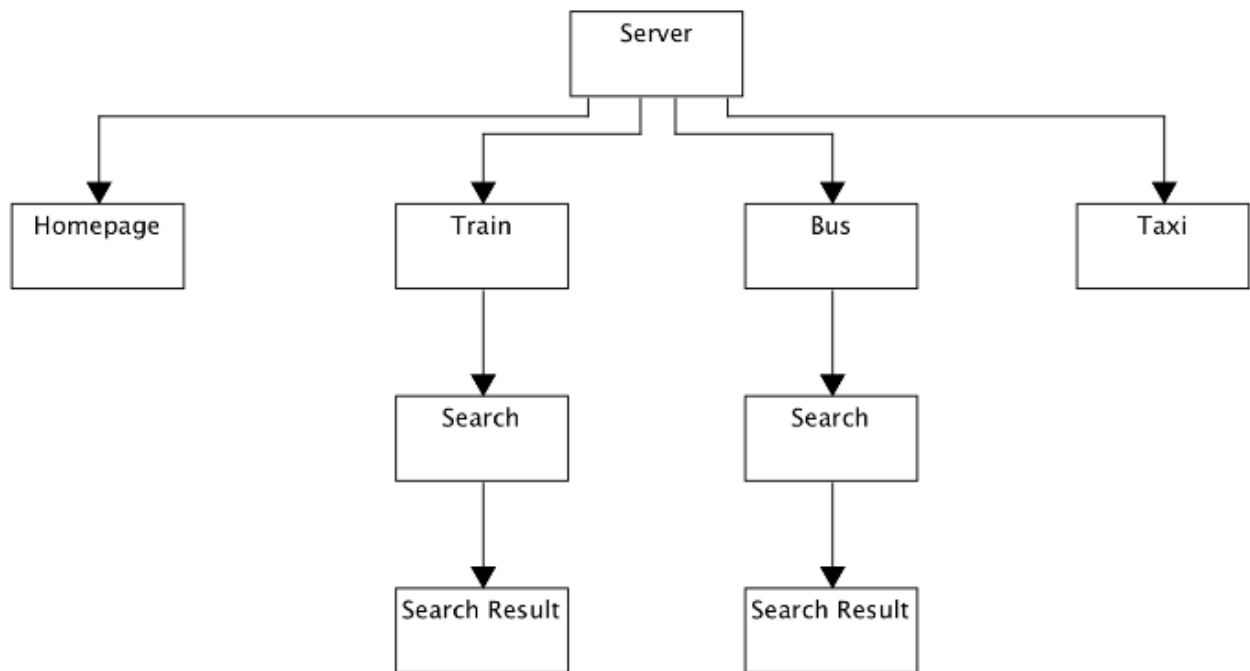 Server
Homepage
Train
Bus
Taxi
Search
Search
Search Result
Search Result